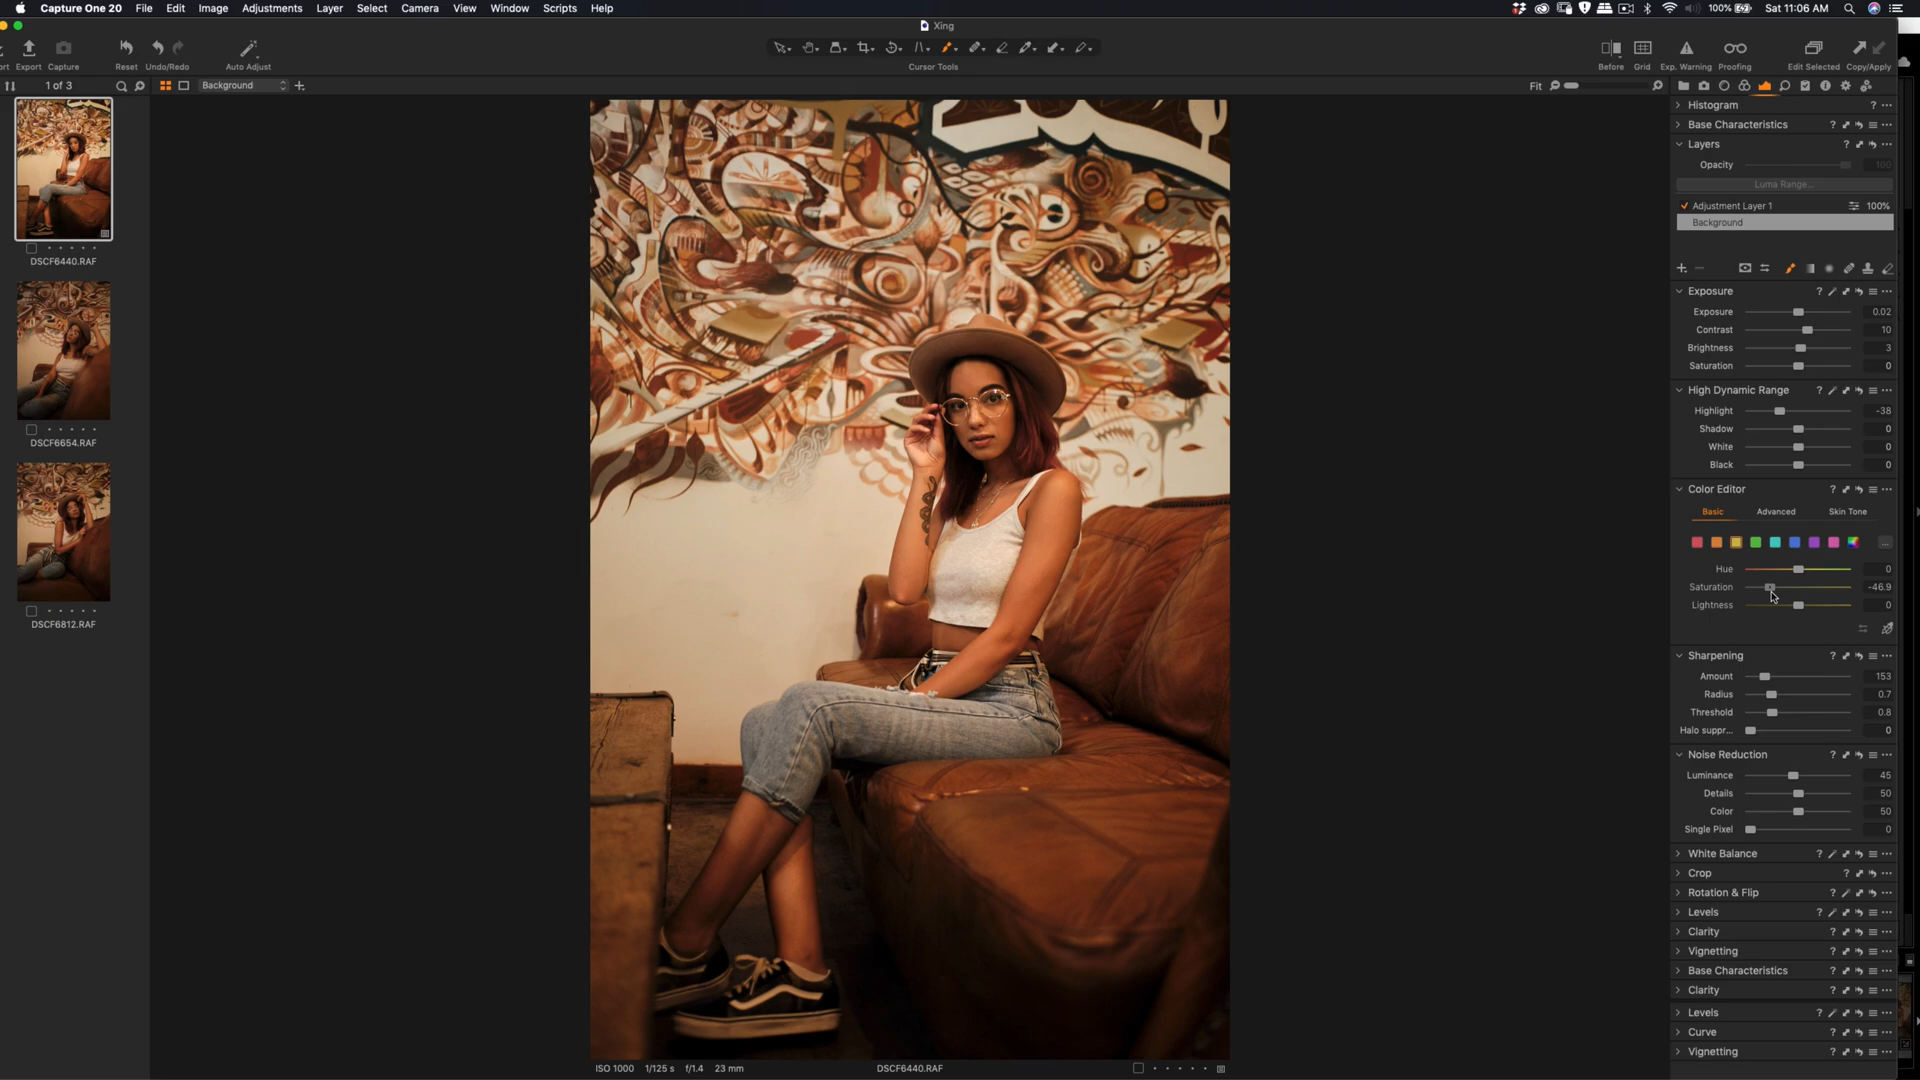 Capture One 20 File Edit Image Adjustments Layer Select Camera View Window Scripts Help 100% Sat 11:06 AM
Xing
Export Capture Reset Undo/Redo Auto Adjust Cursor Tools Before Grid Exp. Warning Proofing Edit Selected Copy/Apply
1 of 3 Background Fit
DSCF6440.RAF
DSCF6654.RAF
DSCF6812.RAF
ISO 1000 1/125 s f/1.4 23 mm DSCF6440.RAF
Histogram
Base Characteristics
Layers
Opacity 100
Luma Range...
Adjustment Layer 1 100%
Background
Exposure
Exposure 0.02
Contrast 10
Brightness 3
Saturation 0
High Dynamic Range
Highlight -38
Shadow 0
White 0
Black 0
Color Editor
Basic Advanced Skin Tone
Hue 0
Saturation -46.9
Lightness 0
Sharpening
Amount 153
Radius 0.7
Threshold 0.8
Halo suppr... 0
Noise Reduction
Luminance 45
Details 50
Color 50
Single Pixel 0
White Balance
Crop
Rotation & Flip
Levels
Clarity
Vignetting
Base Characteristics
Clarity
Levels
Curve
Vignetting